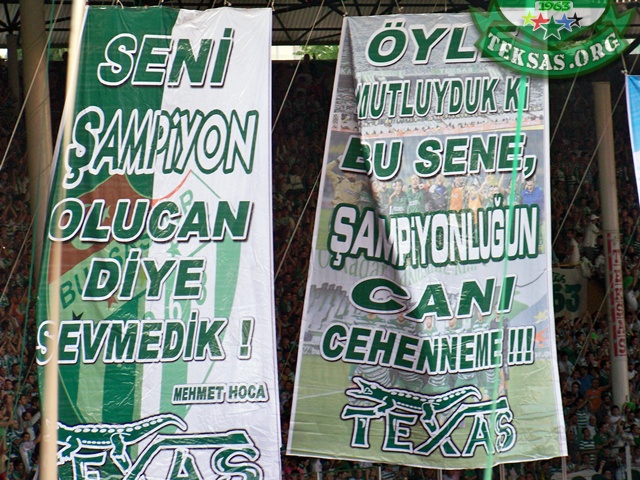 SENİ
ŞAMPİYON
OLUCAN
DİYE
SEVMEDİK !
MEHMET HOCA
TEXAS
ÖYLE
MUTLUYDUK Kİ
BU SENE,
ŞAMPİYONLUĞUN
CANI
CEHENNEME !!!
TEXAS
1963
TEKSAS.ORG